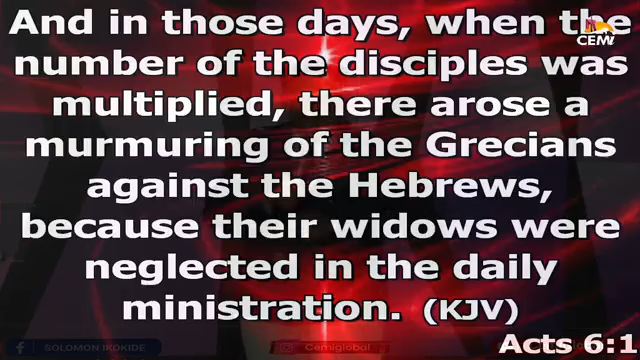 And in those days, when the
number of the disciples was
multiplied, there arose a
murmuring of the Grecians
against the Hebrews,
because their widows were
neglected in the daily
ministration. (KJV)
Acts 6:1
CEMI
SOLOMON IKOKIDE
Cemiglobal